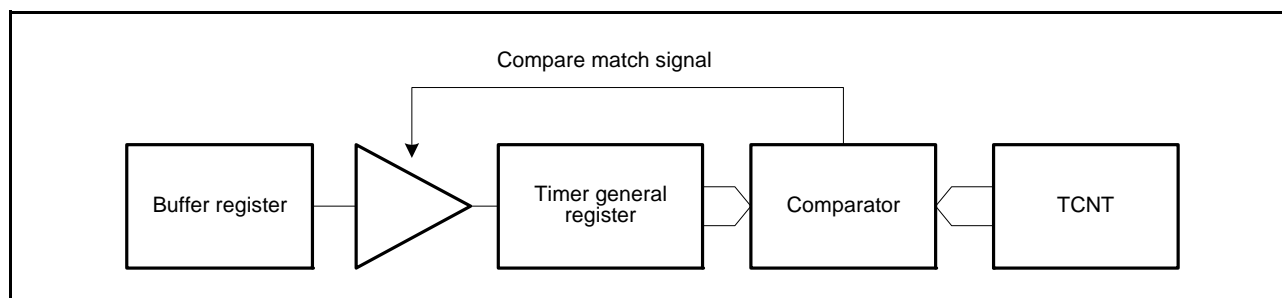 Compare match signal
Buffer register
Timer general
register
Comparator
TCNT